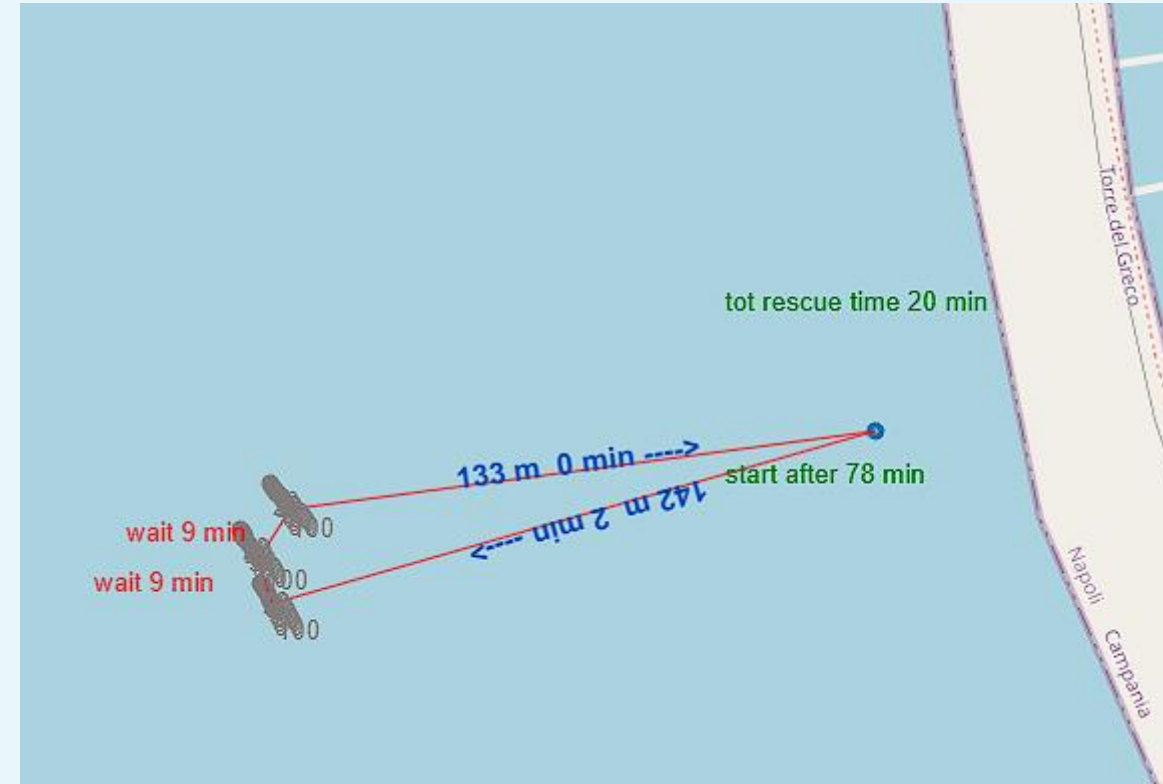 Torre del Greco
tot rescue time 20 min
133 m 0 min ---->
start after 78 min
142 m 2 min ---->
wait 9 min
wait 9 min
Napoli
Campania